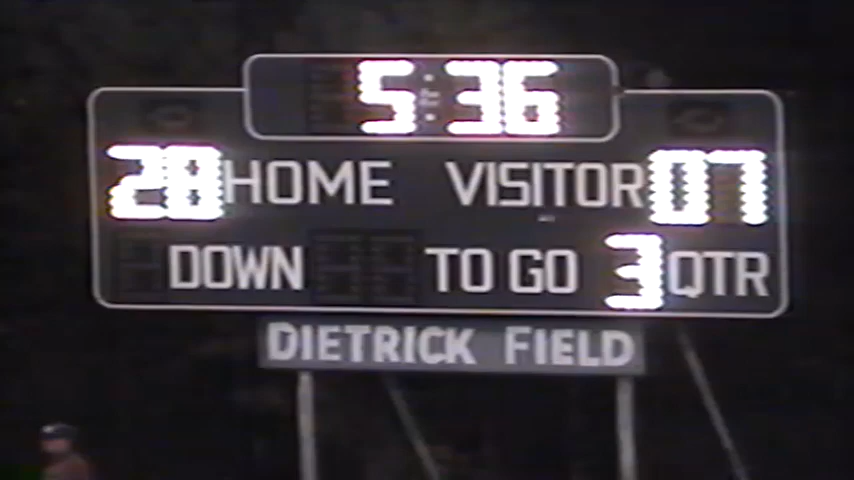 5:36
28 HOME VISITOR 07
DOWN TO GO 3 QTR
DIETRICK FIELD